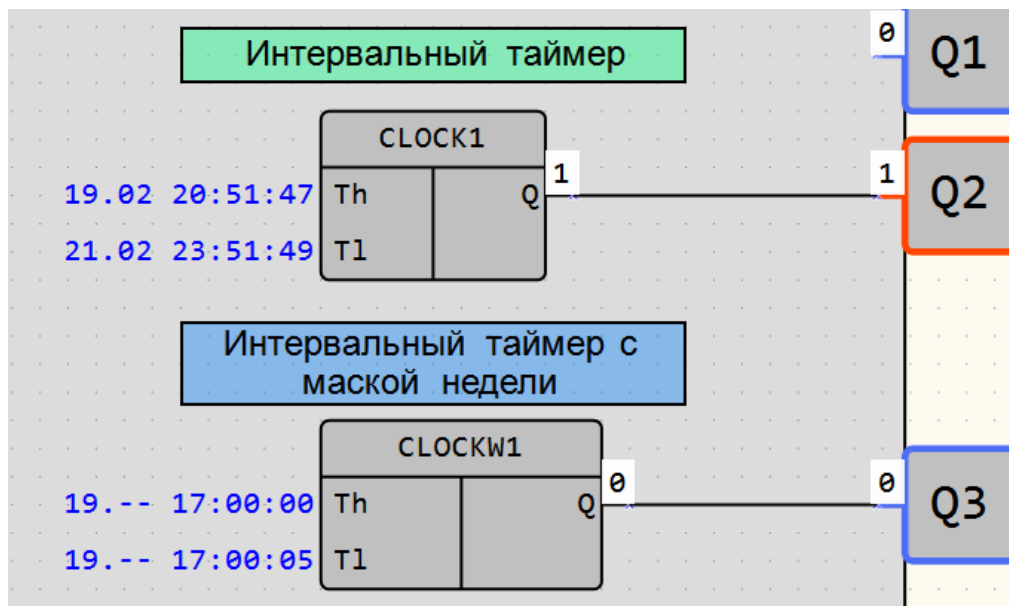 Интервальный таймер
0
Q1
CLOCK1
19.02 20:51:47 Th Q 1 1 Q2
21.02 23:51:49 Tl
Интервальный таймер с
маской недели
CLOCKW1
19.-- 17:00:00 Th Q 0 0 Q3
19.-- 17:00:05 Tl